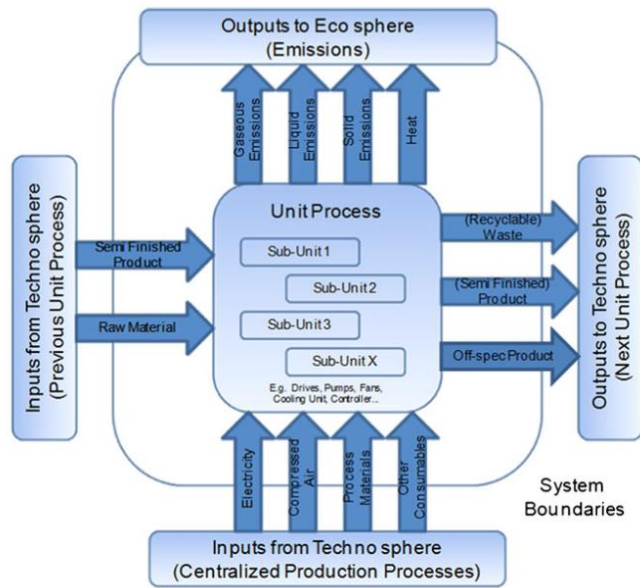 Outputs to Eco sphere
(Emissions)
Gaseous
Emissions
Liquid
Emissions
Solid
Emissions
Heat
Inputs from Techno sphere
(Previous Unit Process)
Semi Finished
Product
Raw Material
Unit Process
Sub-Unit 1
Sub-Unit 2
Sub-Unit 3
Sub-Unit X
E.g. Drives, Pumps, Fans,
Cooling Unit, Controller...
(Recyclable)
Waste
(Semi Finished)
Product
Off-spec Product
Outputs to Techno sphere
(Next Unit Process)
Electricity
Compressed
Air
Process
Materials
Other
Consumables
System
Boundaries
Inputs from Techno sphere
(Centralized Production Processes)